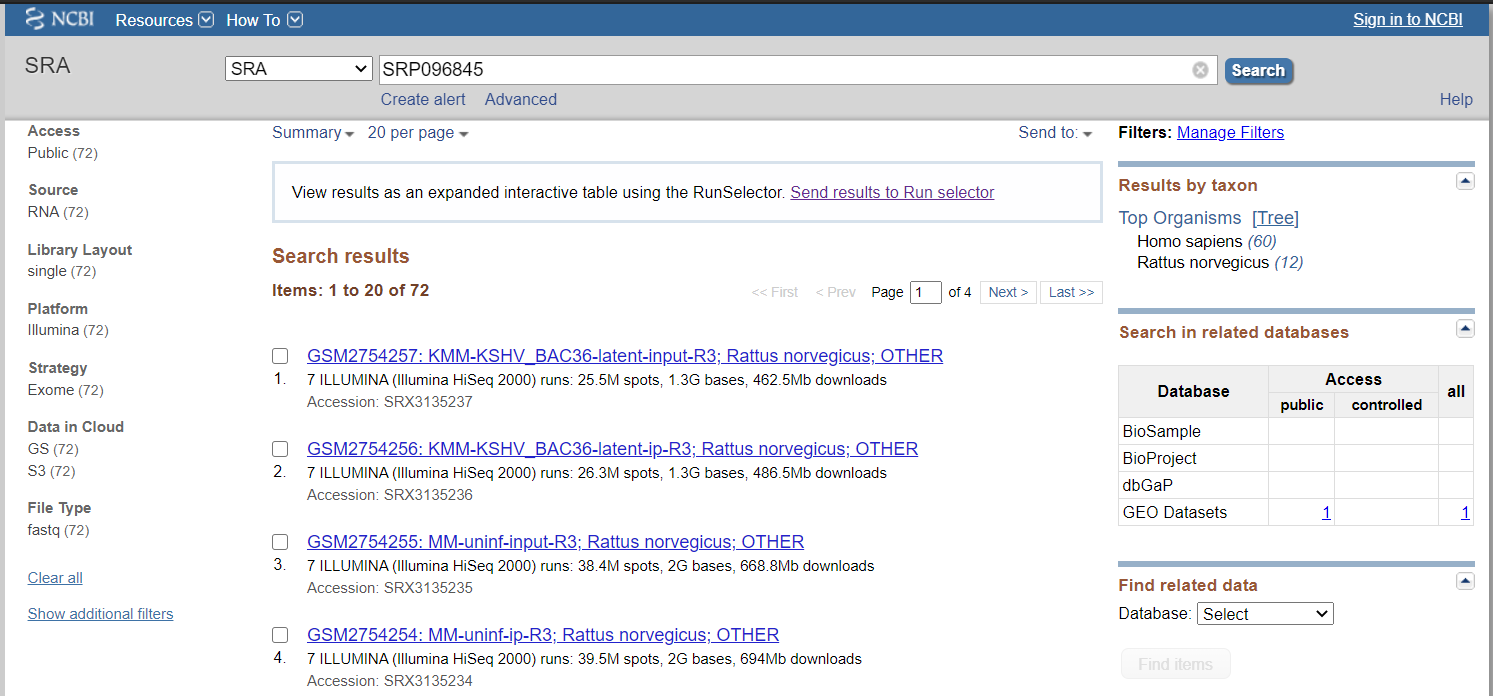 NCBI Resources How To Sign in to NCBI
SRA SRA SRP096845 Search
Create alert Advanced Help
Access
Public (72)
Source
RNA (72)
Library Layout
single (72)
Platform
Illumina (72)
Strategy
Exome (72)
Data in Cloud
GS (72)
S3 (72)
File Type
fastq (72)
Clear all
Show additional filters
Summary 20 per page Send to:
View results as an expanded interactive table using the RunSelector. Send results to Run selector
Search results
Items: 1 to 20 of 72
<< First < Prev Page 1 of 4 Next > Last >>
GSM2754257: KMM-KSHV_BAC36-latent-input-R3; Rattus norvegicus; OTHER
1. 7 ILLUMINA (Illumina HiSeq 2000) runs: 25.5M spots, 1.3G bases, 462.5Mb downloads
Accession: SRX3135237
GSM2754256: KMM-KSHV_BAC36-latent-ip-R3; Rattus norvegicus; OTHER
2. 7 ILLUMINA (Illumina HiSeq 2000) runs: 26.3M spots, 1.3G bases, 486.5Mb downloads
Accession: SRX3135236
GSM2754255: MM-uninf-input-R3; Rattus norvegicus; OTHER
3. 7 ILLUMINA (Illumina HiSeq 2000) runs: 38.4M spots, 2G bases, 668.8Mb downloads
Accession: SRX3135235
GSM2754254: MM-uninf-ip-R3; Rattus norvegicus; OTHER
4. 7 ILLUMINA (Illumina HiSeq 2000) runs: 39.5M spots, 2G bases, 694Mb downloads
Accession: SRX3135234
Filters: Manage Filters
Results by taxon
Top Organisms [Tree]
Homo sapiens (60)
Rattus norvegicus (12)
Search in related databases
Database Access all
public controlled
BioSample
BioProject
dbGaP
GEO Datasets 1 1
Find related data
Database: Select
Find items